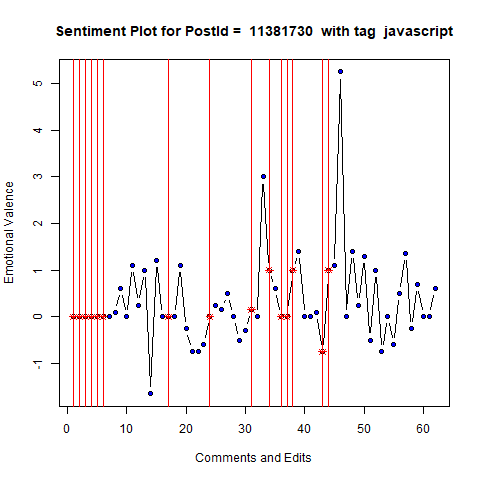 Sentiment Plot for PostId = 11381730 with tag javascript
Emotional Valence
5
4
3
2
1
0
-1
0 10 20 30 40 50 60
Comments and Edits